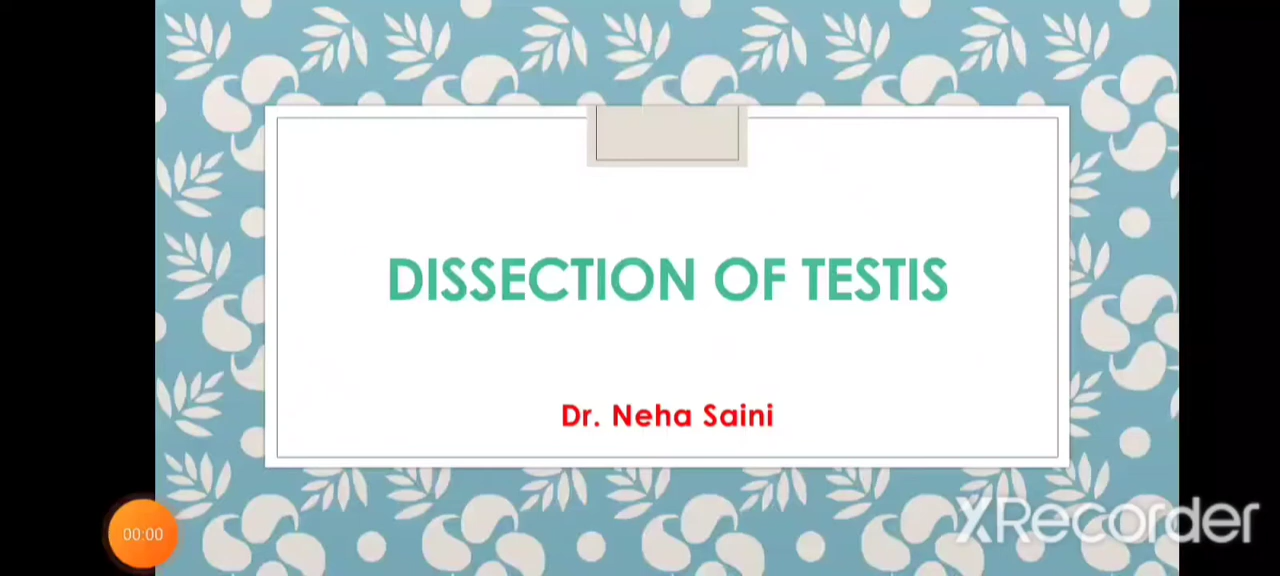 DISSECTION OF TESTIS
Dr. Neha Saini
00:00
XRecorder